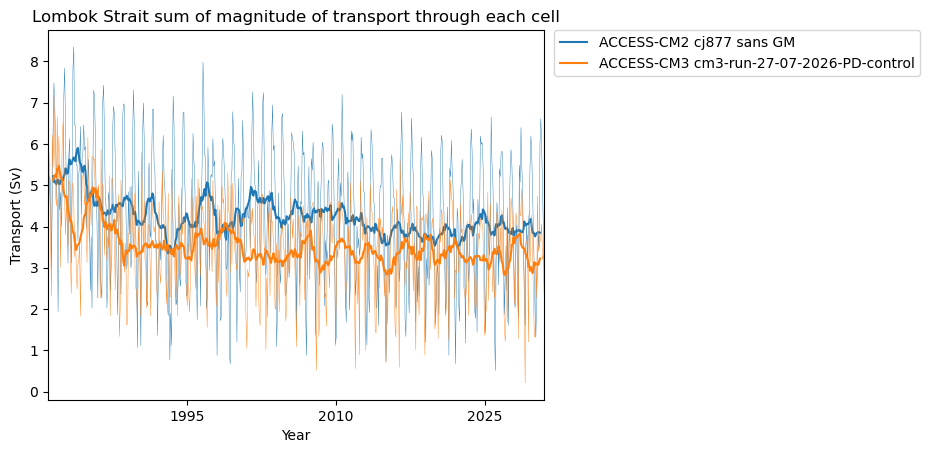 Lombok Strait sum of magnitude of transport through each cell
ACCESS-CM2 cj877 sans GM
ACCESS-CM3 cm3-run-27-07-2026-PD-control
Transport (Sv)
8
7
6
5
4
3
2
1
0
1995
2010
2025
Year